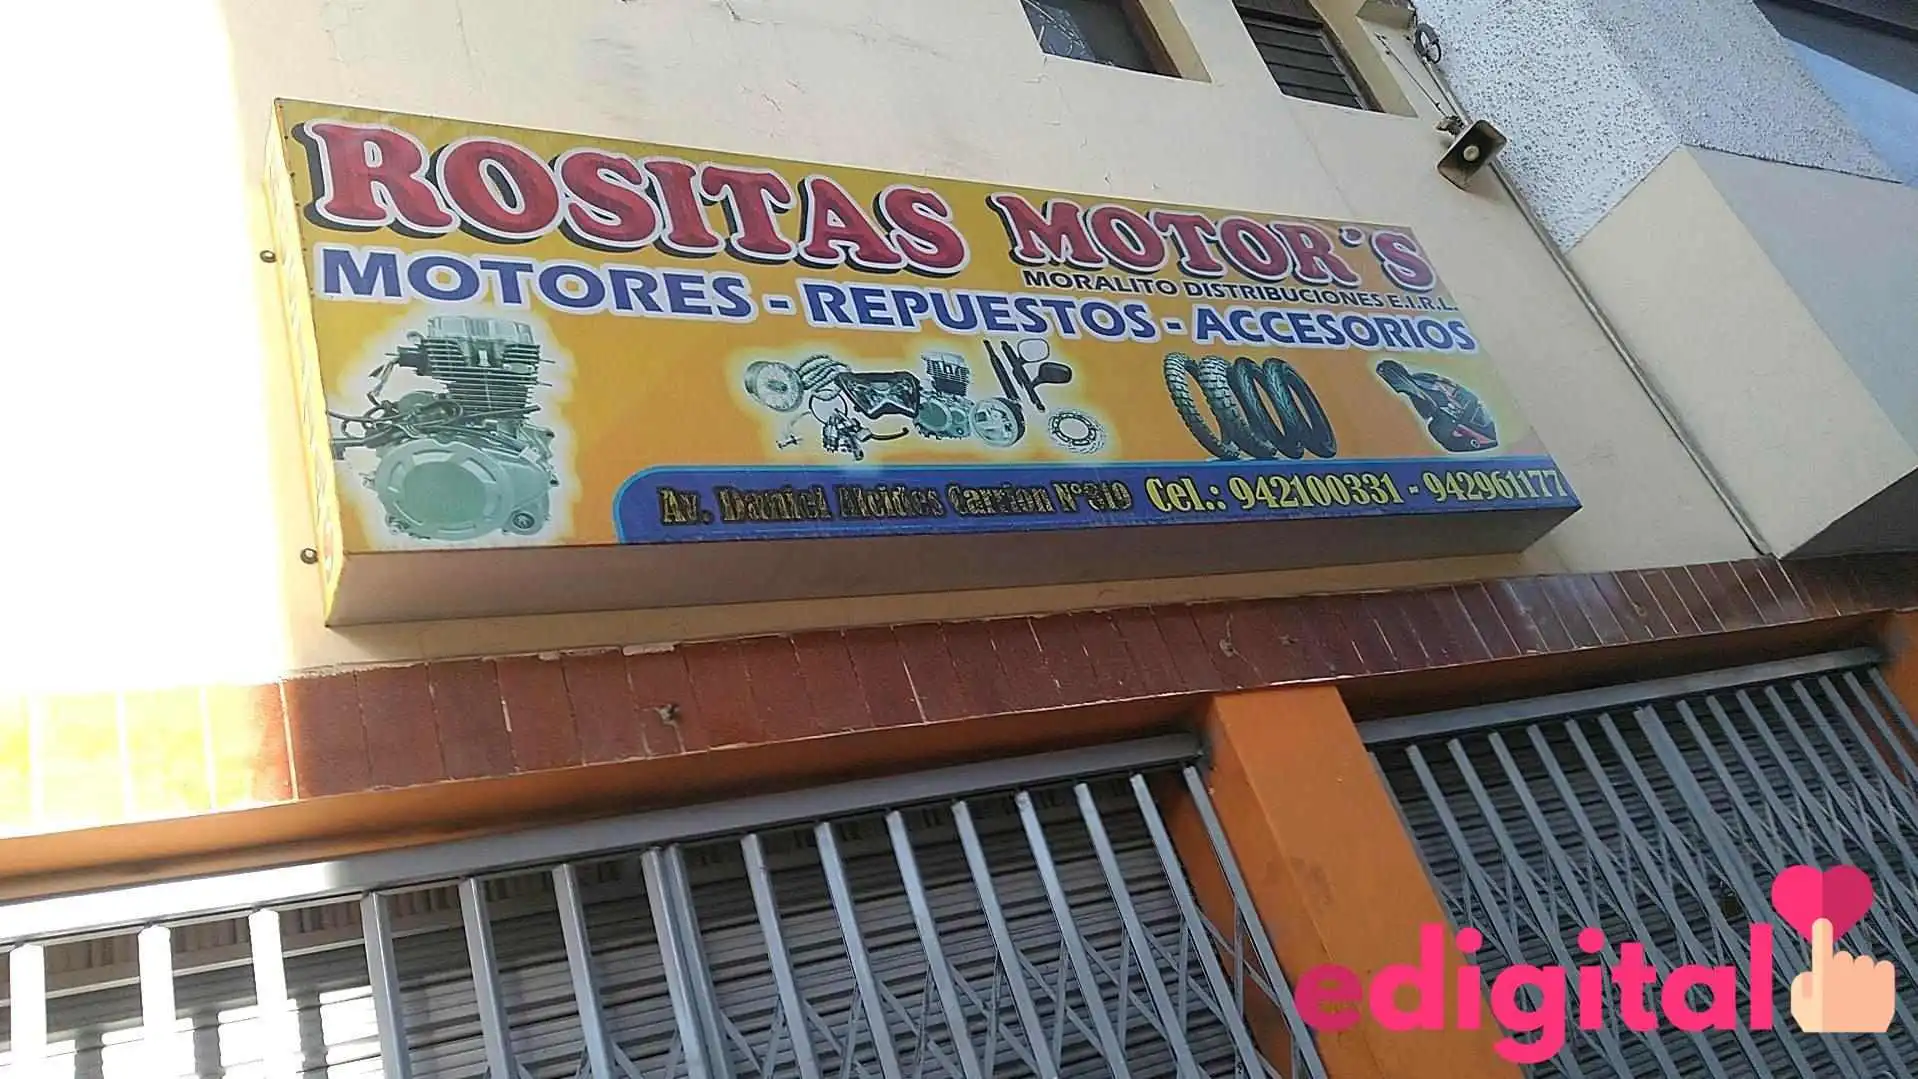 ROSITAS MOTOR'S
MORALITO DISTRIBUCIONES E.I.R.L.
MOTORES - REPUESTOS - ACCESORIOS
Av. Daniel Alcides Carrion N°319 Cel.: 942100331 - 942961177
edigital